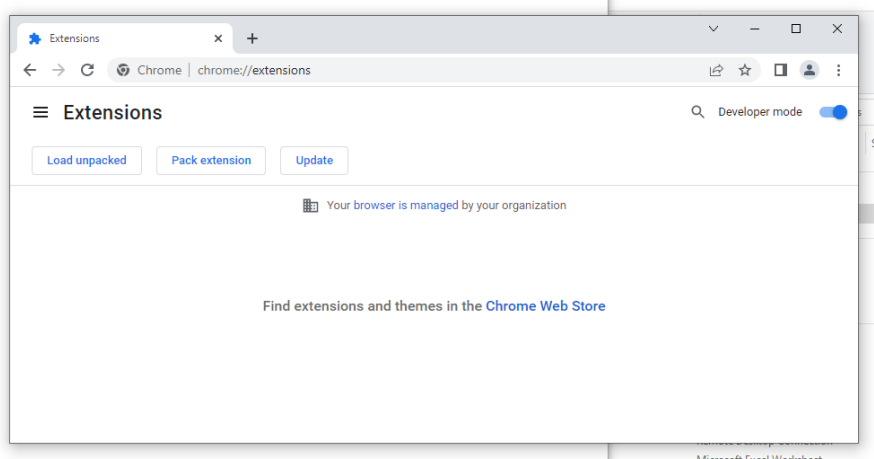 Extensions
Chrome | chrome://extensions
Extensions
Developer mode
Load unpacked
Pack extension
Update
Your browser is managed by your organization
Find extensions and themes in the Chrome Web Store